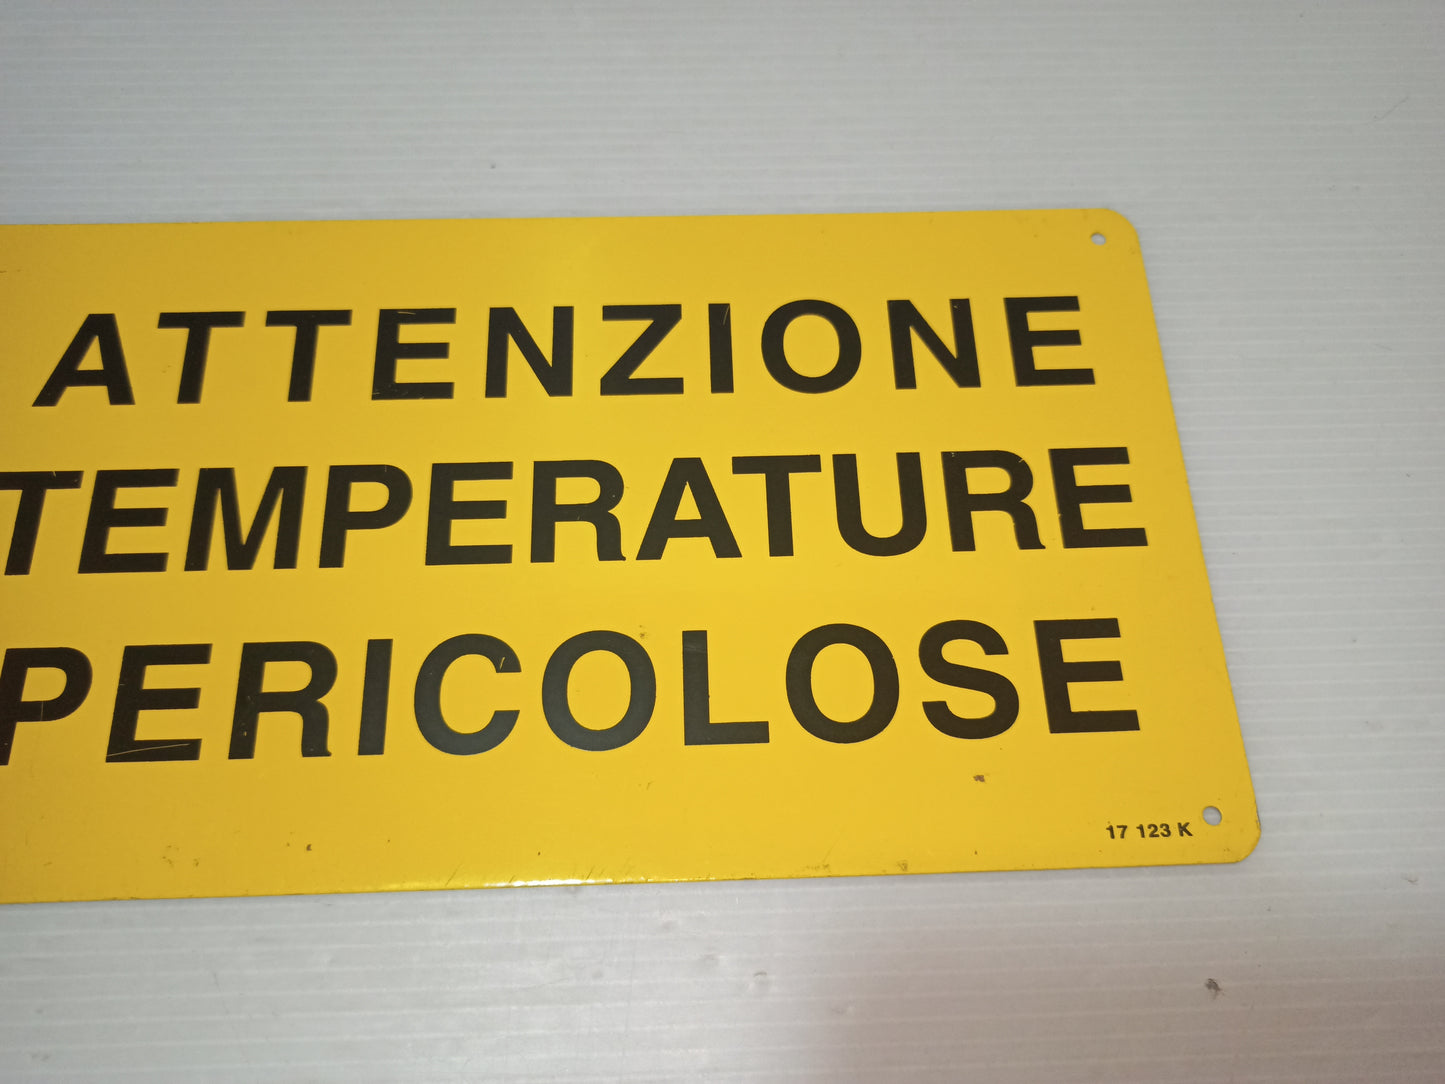 ATTENZIONE
TEMPERATURE
PERICOLOSE
17 123 K